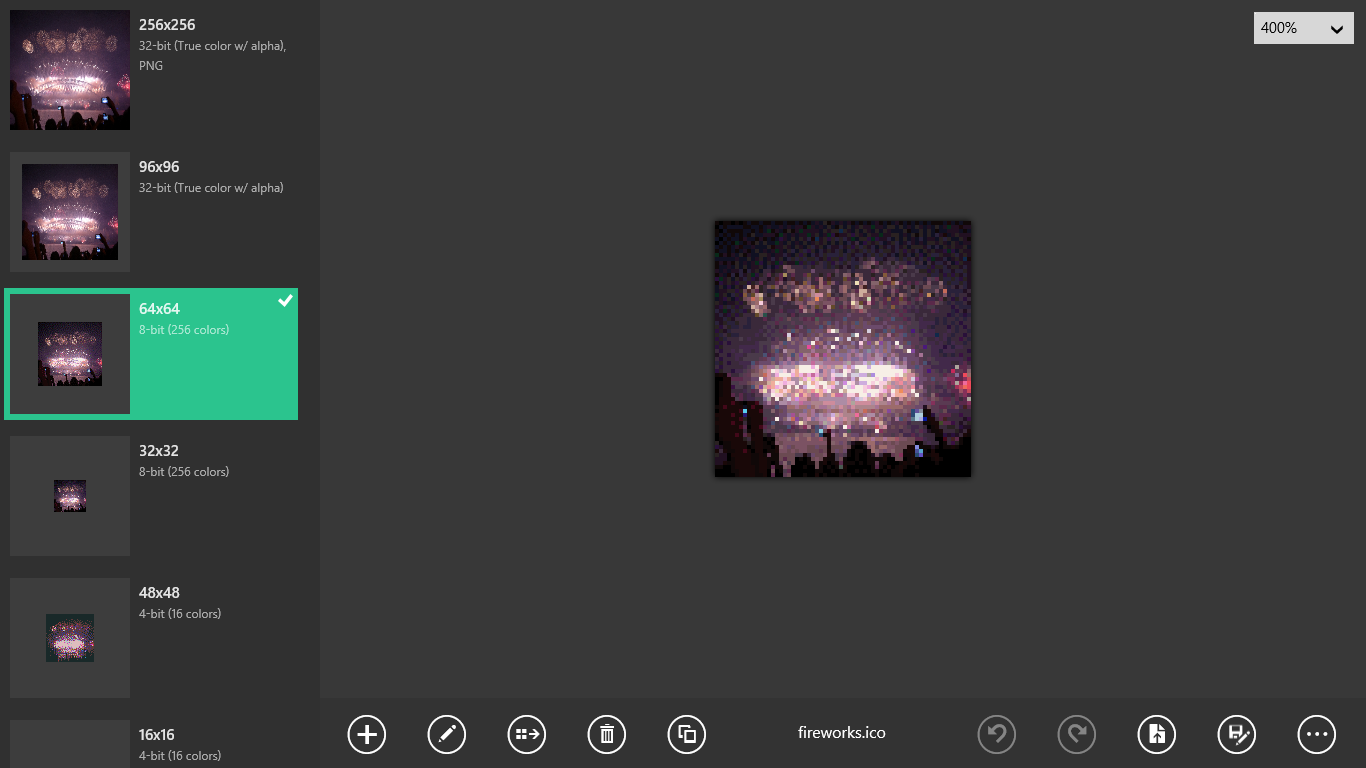 256x256
32-bit (True color w/ alpha),
PNG
96x96
32-bit (True color w/ alpha)
64x64
8-bit (256 colors)
32x32
8-bit (256 colors)
48x48
4-bit (16 colors)
16x16
4-bit (16 colors)
400%
fireworks.ico